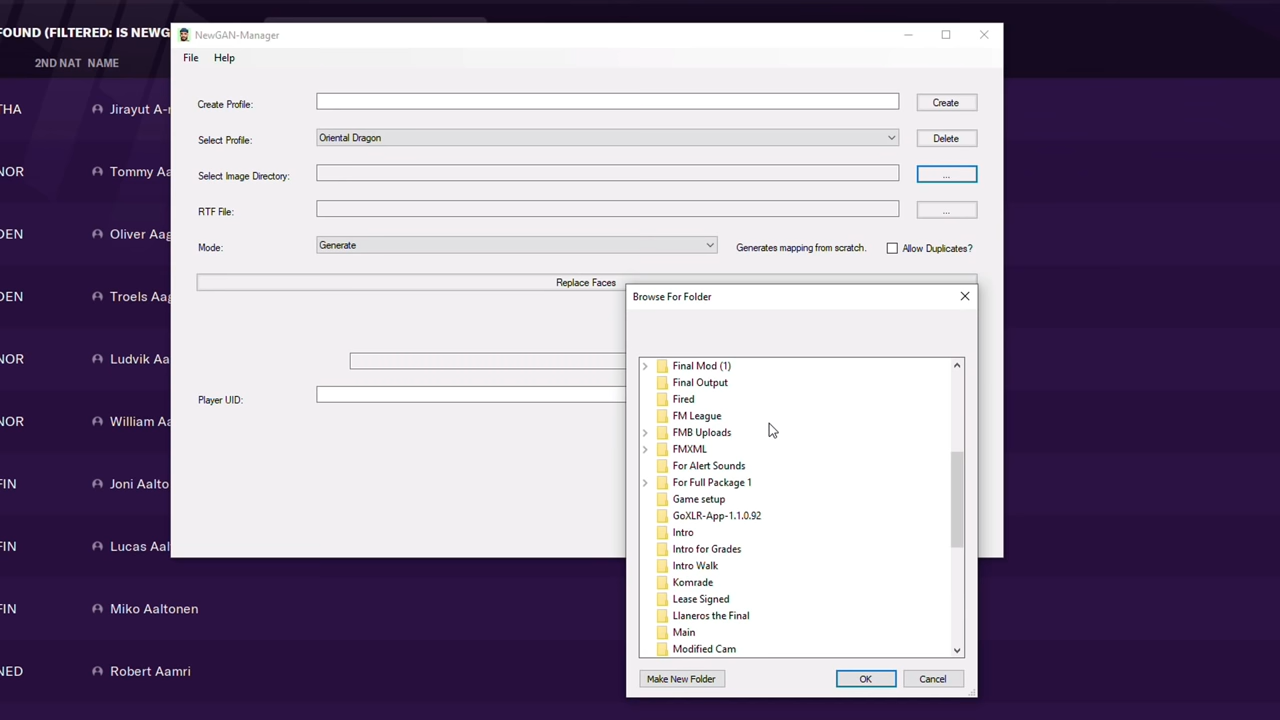 FOUND (FILTERED: IS NEWG
2ND NAT NAME
THA Jirayut A-
NOR Tommy Aa
DEN Oliver Aag
DEN Troels Aag
NOR Ludvik Aa
NOR William Aa
FIN Joni Aalto
FIN Lucas Aal
FIN Miko Aaltonen
NED Robert Aamri
NewGAN-Manager
File Help
Create Profile: Create
Select Profile: Oriental Dragon Delete
Select Image Directory: ...
RTF File: ...
Mode: Generate Generates mapping from scratch. Allow Duplicates?
Replace Faces
Player UID:
Browse For Folder
Final Mod (1)
Final Output
Fired
FM League
FMB Uploads
FMXML
For Alert Sounds
For Full Package 1
Game setup
GoXLR-App-1.1.0.92
Intro
Intro for Grades
Intro Walk
Komrade
Lease Signed
Llaneros the Final
Main
Modified Cam
Make New Folder OK Cancel